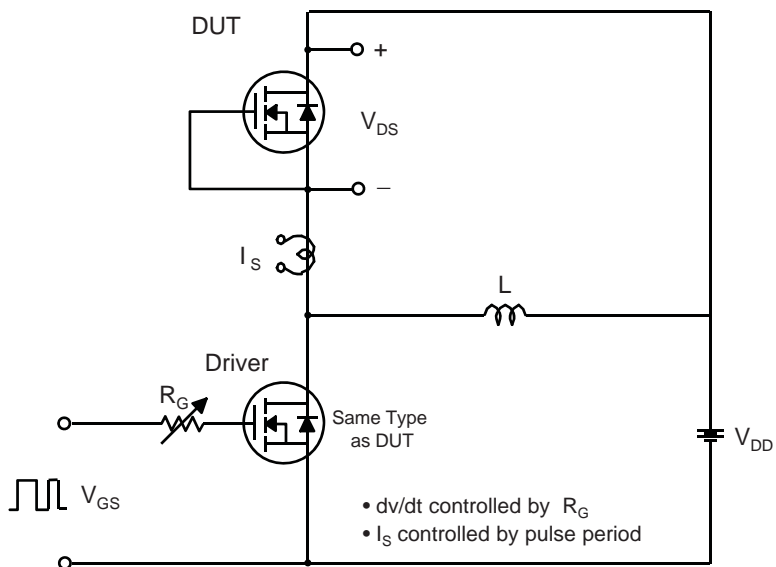 DUT
+
V_DS
–
I_S
L
Driver
R_G
Same Type
as DUT
V_DD
V_GS
• dv/dt controlled by R_G
• I_S controlled by pulse period